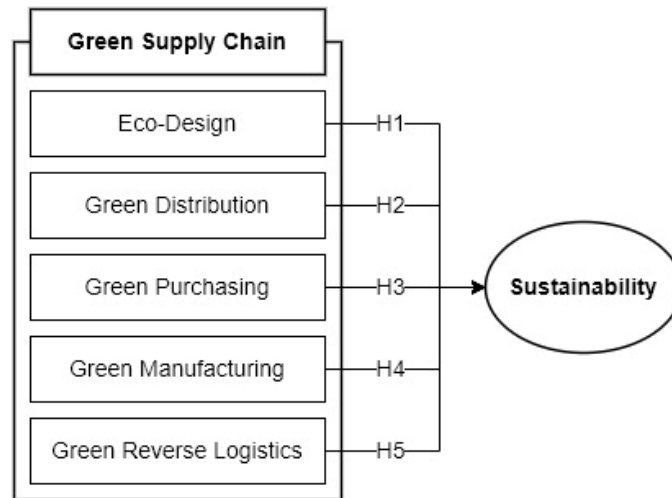 Green Supply Chain
Eco-Design
H1
Green Distribution
H2
Green Purchasing
H3
Sustainability
Green Manufacturing
H4
Green Reverse Logistics
H5